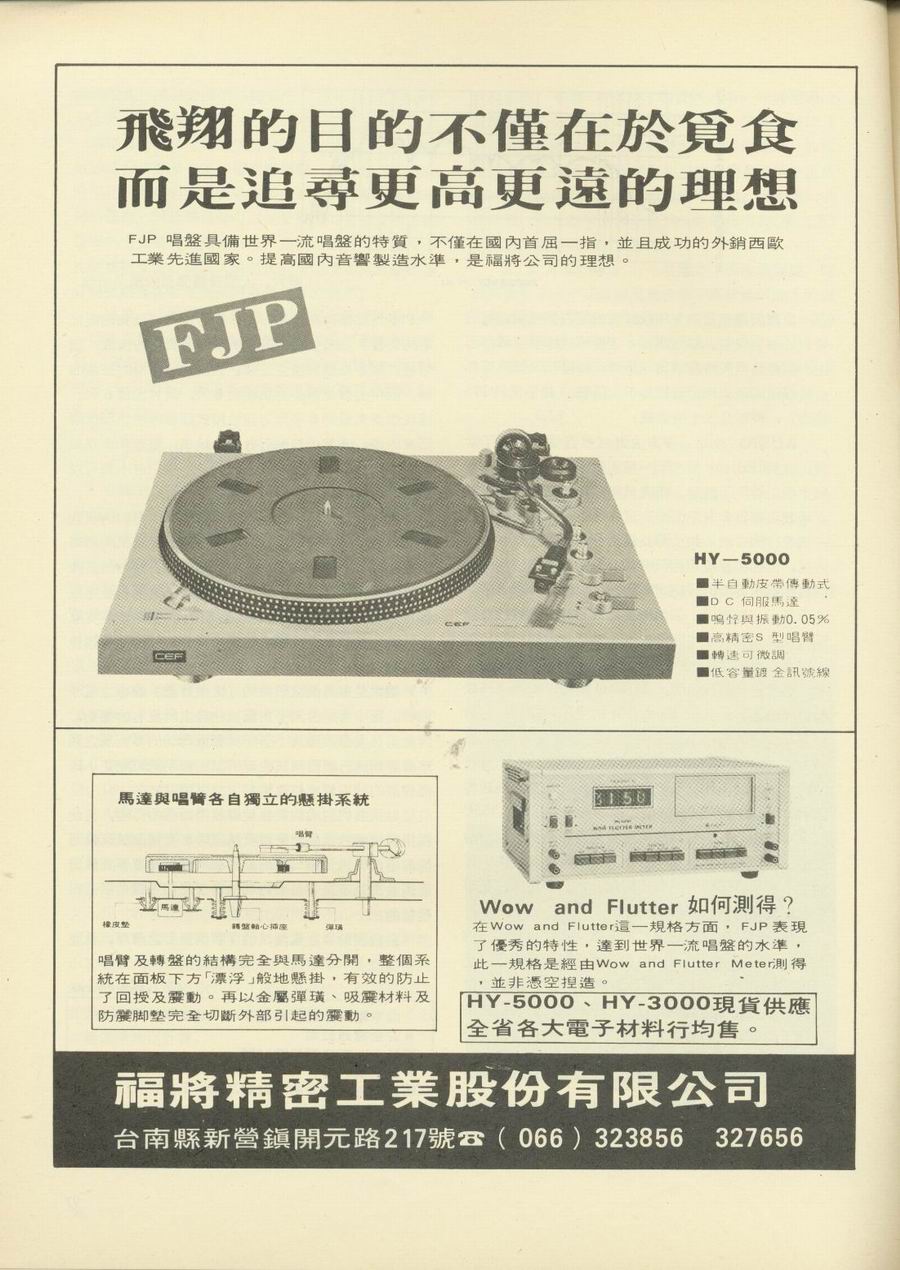 飛翔的目的不僅在於覓食
而是追尋更高更遠的理想
FJP 唱盤具備世界一流唱盤的特質，不僅在國內首屈一指，並且成功的外銷西歐
工業先進國家。提高國內音響製造水準，是福將公司的理想。
FJP
CEF
CEF
HY—5000
■半自動皮帶傳動式
■DC 伺服馬達
■鳴悾與振動0.05%
■高精密S 型唱臂
■轉速可微調
■低容量鍍金訊號線
馬達與唱臂各自獨立的懸掛系統
唱臂
馬達
橡皮墊
轉盤軸心插座
彈璜
唱臂及轉盤的結構完全與馬達分開，整個系
統在面板下方「漂浮」般地懸掛，有效的防止
了回授及震動。再以金屬彈璜、吸震材料及
防震脚墊完全切斷外部引起的震動。
WOW FLUTTER METER
Wow and Flutter 如何測得？
在Wow and Flutter這一規格方面，FJP表現
了優秀的特性，達到世界一流唱盤的水準，
此一規格是經由Wow and Flutter Meter測得
，並非憑空捏造。
HY-5000、HY-3000現貨供應
全省各大電子材料行均售。
福將精密工業股份有限公司
台南縣新營鎮開元路217號☎（066）323856 327656